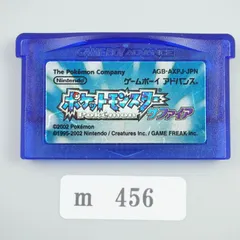 GAME BOY ADVANCE
The Pokémon Company
AGB-AXPJ-JPN
Nintendo
ゲームボーイ アドバンス
ポケットモンスター
サファイア
©2002 Pokémon
©1995-2002 Nintendo / Creatures inc. / GAME FREAK inc.
m 456